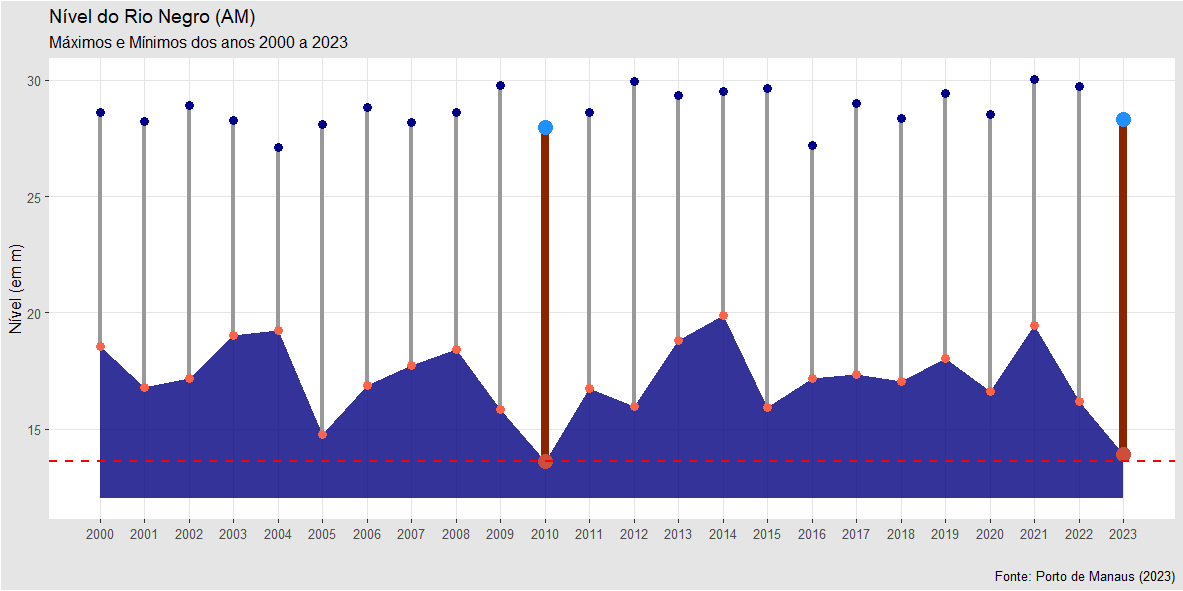 Nível do Rio Negro (AM)
Máximos e Mínimos dos anos 2000 a 2023
Nível (em m)
30
25
20
15
2000 2001 2002 2003 2004 2005 2006 2007 2008 2009 2010 2011 2012 2013 2014 2015 2016 2017 2018 2019 2020 2021 2022 2023
Fonte: Porto de Manaus (2023)